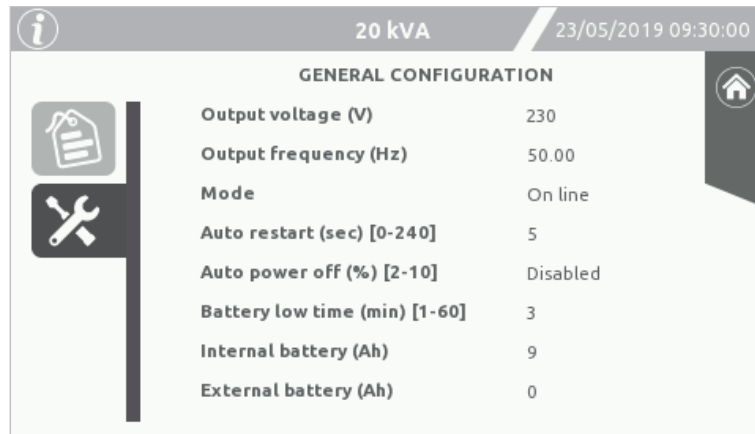 20 kVA 23/05/2019 09:30:00
GENERAL CONFIGURATION
Output voltage (V) 230
Output frequency (Hz) 50.00
Mode On line
Auto restart (sec) [0-240] 5
Auto power off (%) [2-10] Disabled
Battery low time (min) [1-60] 3
Internal battery (Ah) 9
External battery (Ah) 0